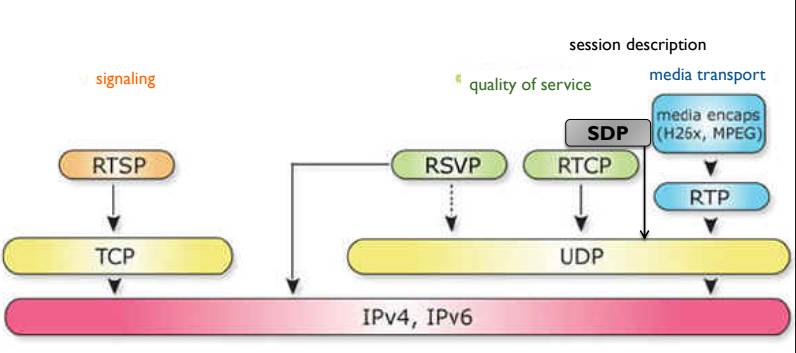 session description
signaling
quality of service
media transport
media encaps
(H26x, MPEG)
SDP
RTSP
RSVP
RTCP
RTP
TCP
UDP
IPv4, IPv6